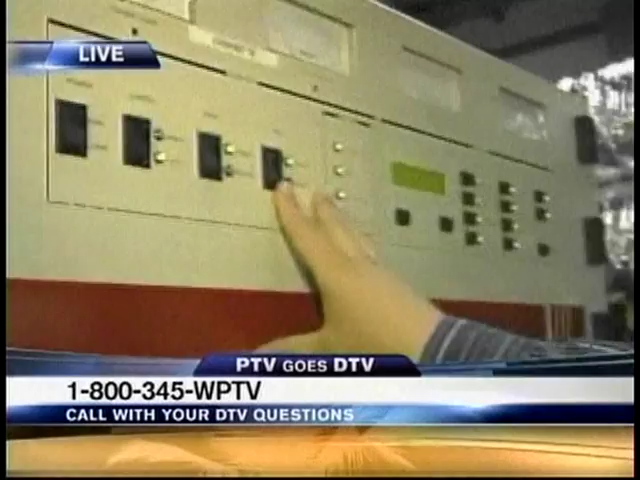 LIVE
PTV GOES DTV
1-800-345-WPTV
CALL WITH YOUR DTV QUESTIONS